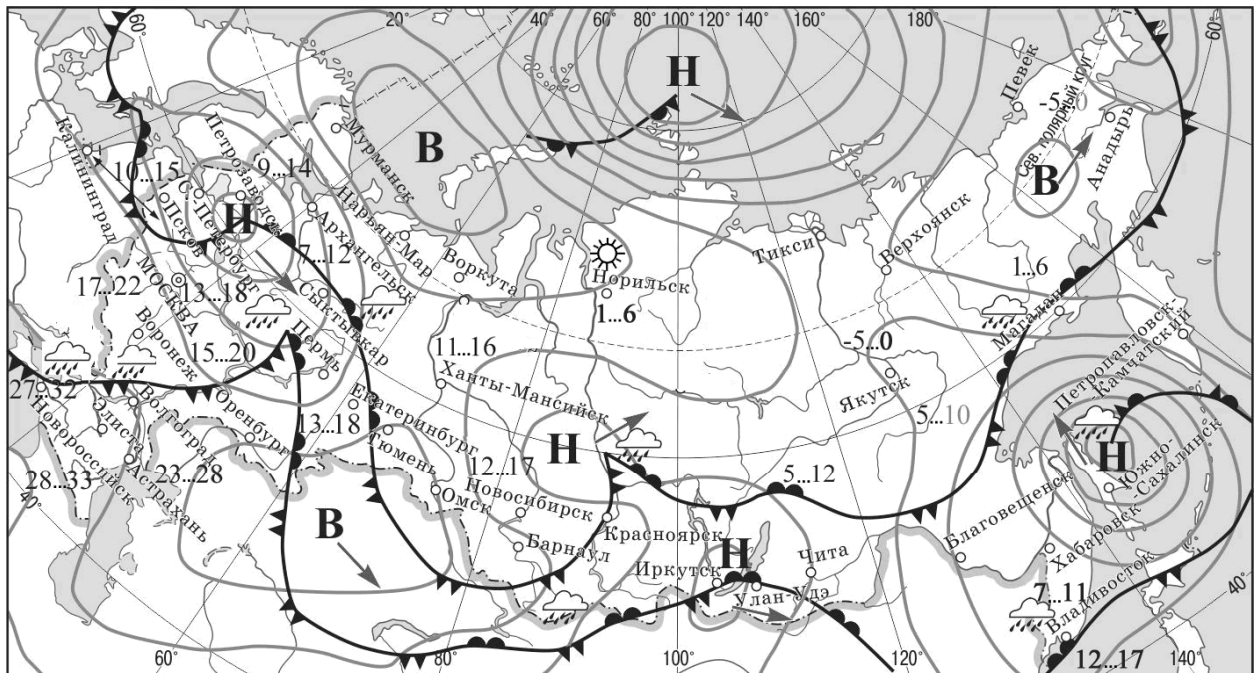 60°
20°
40°
60°
80°
100°
120°
140°
160°
180°
60°
Н
Певек
-5...0
Сев. полярный круг
Анадырь
В
В
Мурманск
Калининград
10...15
Петрозаводск
9...14
Псков
С.-Петербург
Н
Архангельск
7...12
Нарьян-Мар
Воркута
Норильск
1...6
Тикси
Верхоянск
1...6
Магадан
Петропавловск-
Камчатский
17...22
МОСКВА
13...18
Сыктывкар
Воронеж
15...20
Пермь
11...16
Ханты-Мансийск
-5...0
Якутск
5...10
27...32
Новороссийск
Элиста
Волгоград
Оренбург
13...18
Екатеринбург
Тюмень
12...17
Н
5...12
Н
Южно-
-Сахалинск
28...33
Астрахань
23...28
Омск
Новосибирск
Красноярск
Барнаул
В
Иркутск
Н
Улан-Удэ
Чита
Благовещенск
Хабаровск
7...11
Владивосток
12...17
40°
60°
80°
100°
120°
140°
40°